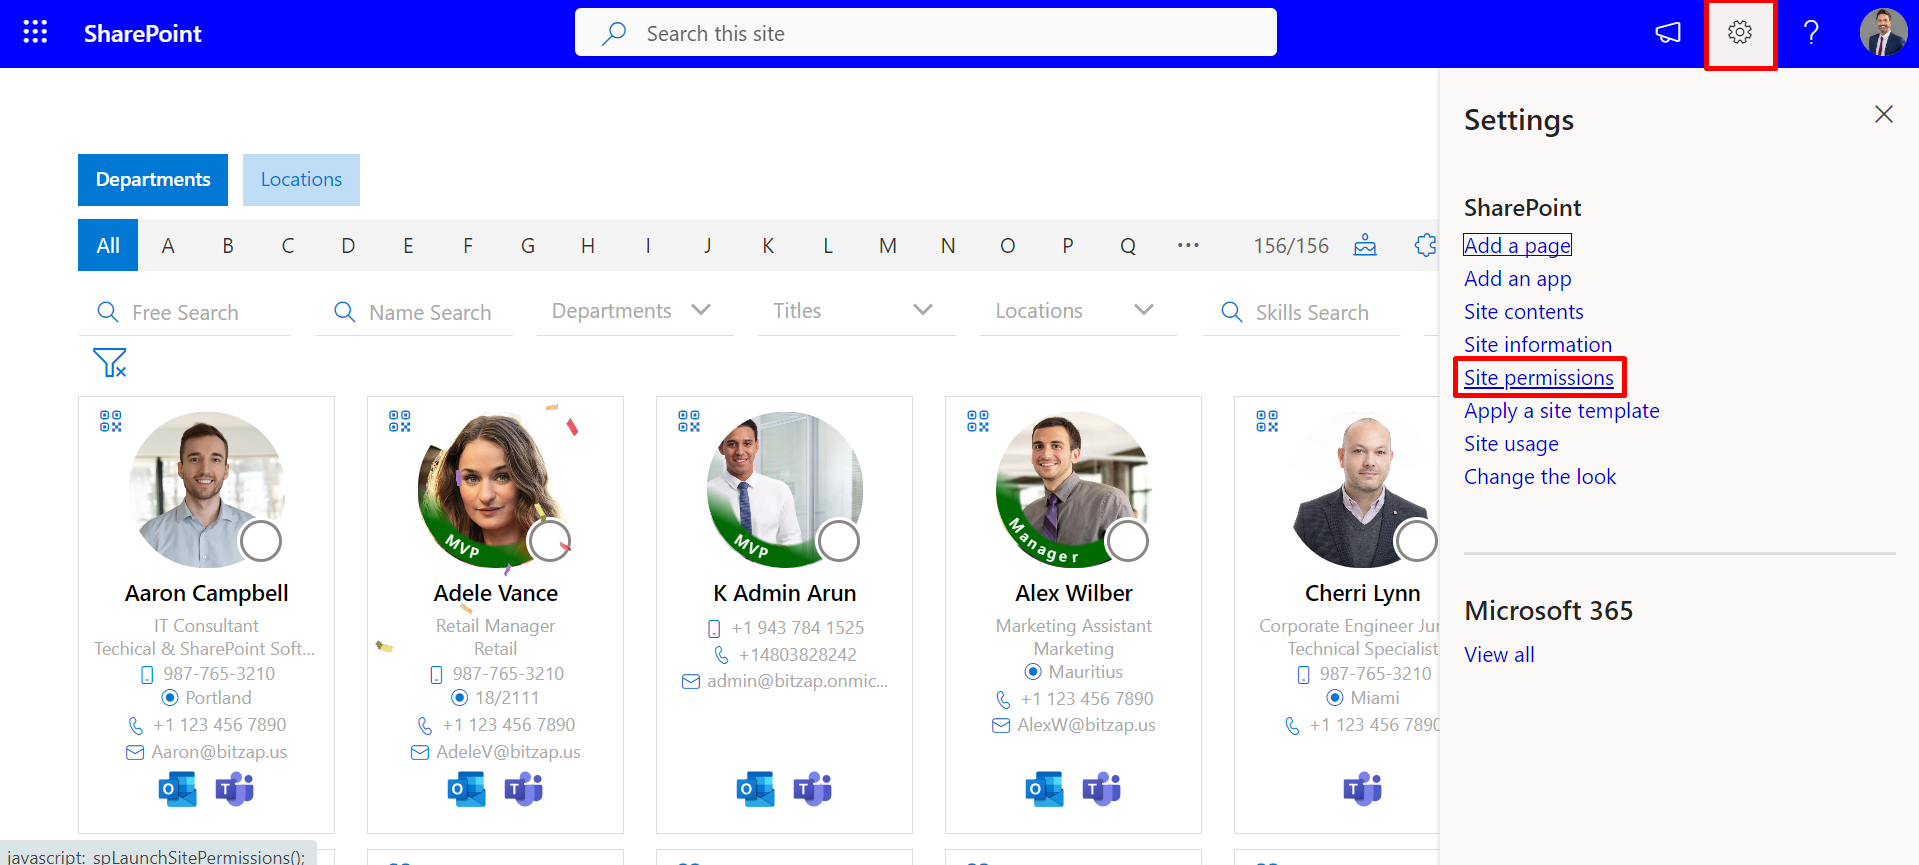 SharePoint
Search this site
?
Departments
Locations
All A B C D E F G H I J K L M N O P Q ··· 156/156
Free Search
Name Search
Departments
Titles
Locations
Skills Search
MVP
MVP
Manager
Aaron Campbell
IT Consultant
Techical & SharePoint Soft...
987-765-3210
Portland
+1 123 456 7890
Aaron@bitzap.us
Adele Vance
Retail Manager
Retail
987-765-3210
18/2111
+1 123 456 7890
AdeleV@bitzap.us
K Admin Arun
+1 943 784 1525
+14803828242
admin@bitzap.onmic...
Alex Wilber
Marketing Assistant
Marketing
Mauritius
+1 123 456 7890
AlexW@bitzap.us
Cherri Lynn
Corporate Engineer Ju
Technical Specialist
987-765-3210
Miami
+1 123 456 7890
Settings
SharePoint
Add a page
Add an app
Site contents
Site information
Site permissions
Apply a site template
Site usage
Change the look
Microsoft 365
View all
javascript:_spLaunchSitePermissions();